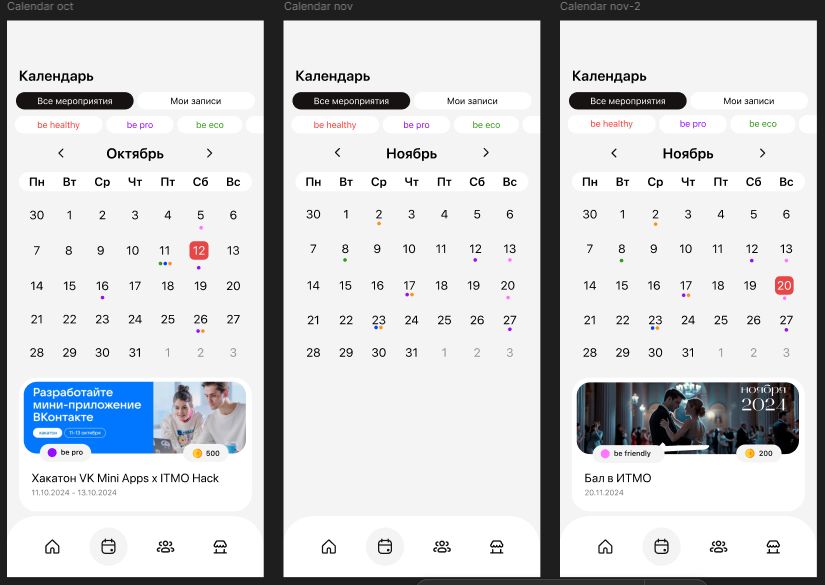 Calendar oct
Календарь
Все мероприятия Мои записи
be healthy be pro be eco
Октябрь
Пн Вт Ср Чт Пт Сб Вс
30 1 2 3 4 5 6
7 8 9 10 11 12 13
14 15 16 17 18 19 20
21 22 23 24 25 26 27
28 29 30 31 1 2 3
Разработайте
мини-приложение
ВКонтакте
хакатон 11-13 октября
be pro 500
Хакатон VK Mini Apps x ITMO Hack
11.10.2024 - 13.10.2024
Calendar nov
Календарь
Все мероприятия Мои записи
be healthy be pro be eco
Ноябрь
Пн Вт Ср Чт Пт Сб Вс
30 1 2 3 4 5 6
7 8 9 10 11 12 13
14 15 16 17 18 19 20
21 22 23 24 25 26 27
28 29 30 31 1 2 3
Calendar nov-2
Календарь
Все мероприятия Мои записи
be healthy be pro be eco
Ноябрь
Пн Вт Ср Чт Пт Сб Вс
30 1 2 3 4 5 6
7 8 9 10 11 12 13
14 15 16 17 18 19 20
21 22 23 24 25 26 27
28 29 30 31 1 2 3
ноября
2024
be friendly 200
Бал в ИТМО
20.11.2024